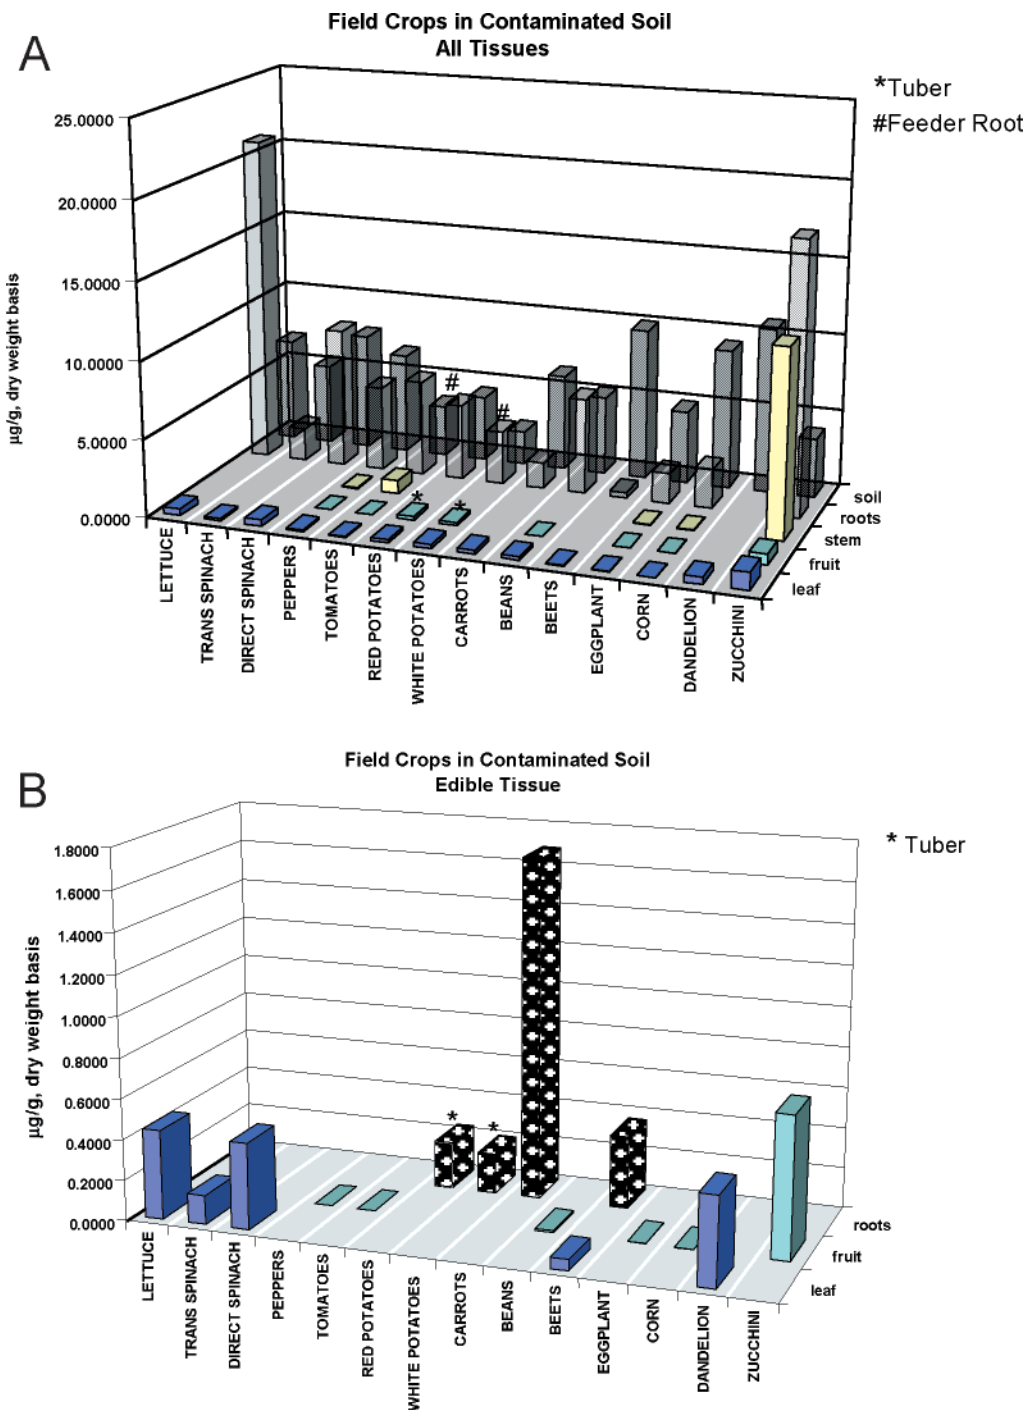 A
Field Crops in Contaminated Soil
All Tissues
*Tuber
#Feeder Root
µg/g, dry weight basis
25.0000
20.0000
15.0000
10.0000
5.0000
0.0000
#
#
*
*
soil
roots
stem
fruit
leaf
LETTUCE
TRANS SPINACH
DIRECT SPINACH
PEPPERS
TOMATOES
RED POTATOES
WHITE POTATOES
CARROTS
BEANS
BEETS
EGGPLANT
CORN
DANDELION
ZUCCHINI
B
Field Crops in Contaminated Soil
Edible Tissue
* Tuber
µg/g, dry weight basis
1.8000
1.6000
1.4000
1.2000
1.0000
0.8000
0.6000
0.4000
0.2000
0.0000
*
*
roots
fruit
leaf
LETTUCE
TRANS SPINACH
DIRECT SPINACH
PEPPERS
TOMATOES
RED POTATOES
WHITE POTATOES
CARROTS
BEANS
BEETS
EGGPLANT
CORN
DANDELION
ZUCCHINI